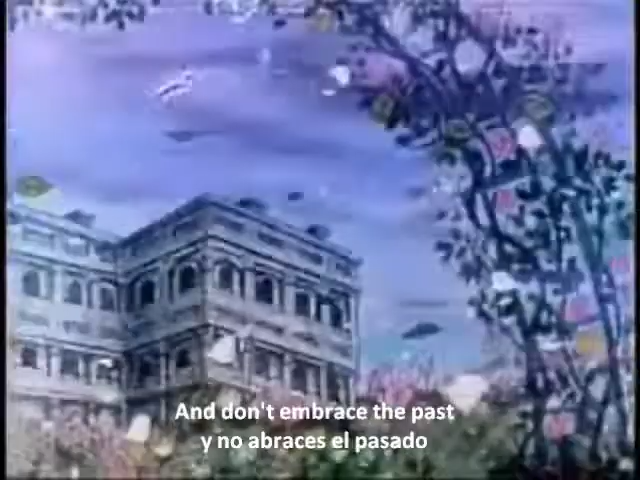 And don't embrace the past
y no abraces el pasado